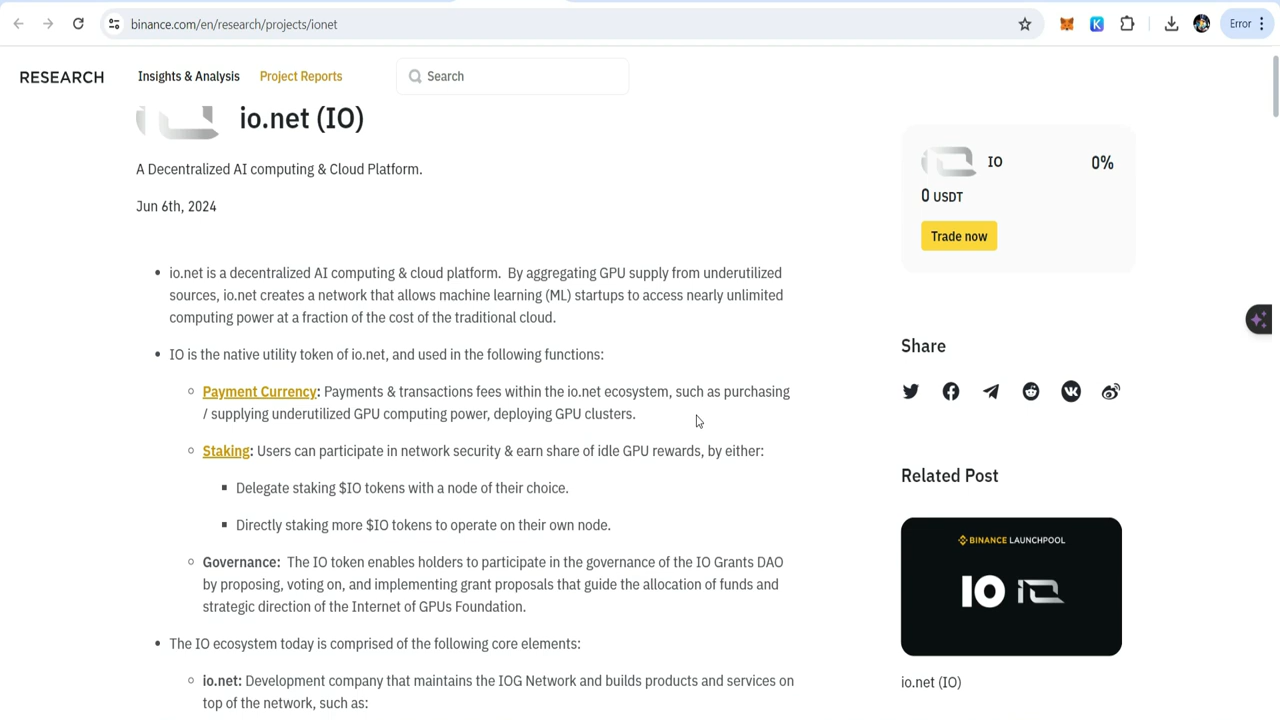 binance.com/en/research/projects/ionet
Error
RESEARCH
Insights & Analysis
Project Reports
Search
io.net (IO)
A Decentralized AI computing & Cloud Platform.
Jun 6th, 2024
io.net is a decentralized AI computing & cloud platform. By aggregating GPU supply from underutilized
sources, io.net creates a network that allows machine learning (ML) startups to access nearly unlimited
computing power at a fraction of the cost of the traditional cloud.
IO is the native utility token of io.net, and used in the following functions:
Payment Currency: Payments & transactions fees within the io.net ecosystem, such as purchasing
/ supplying underutilized GPU computing power, deploying GPU clusters.
Staking: Users can participate in network security & earn share of idle GPU rewards, by either:
Delegate staking $IO tokens with a node of their choice.
Directly staking more $IO tokens to operate on their own node.
Governance: The IO token enables holders to participate in the governance of the IO Grants DAO
by proposing, voting on, and implementing grant proposals that guide the allocation of funds and
strategic direction of the Internet of GPUs Foundation.
The IO ecosystem today is comprised of the following core elements:
io.net: Development company that maintains the IOG Network and builds products and services on
top of the network, such as:
IO
0%
0 USDT
Trade now
Share
Related Post
BINANCE LAUNCHPOOL
IO
io.net (IO)